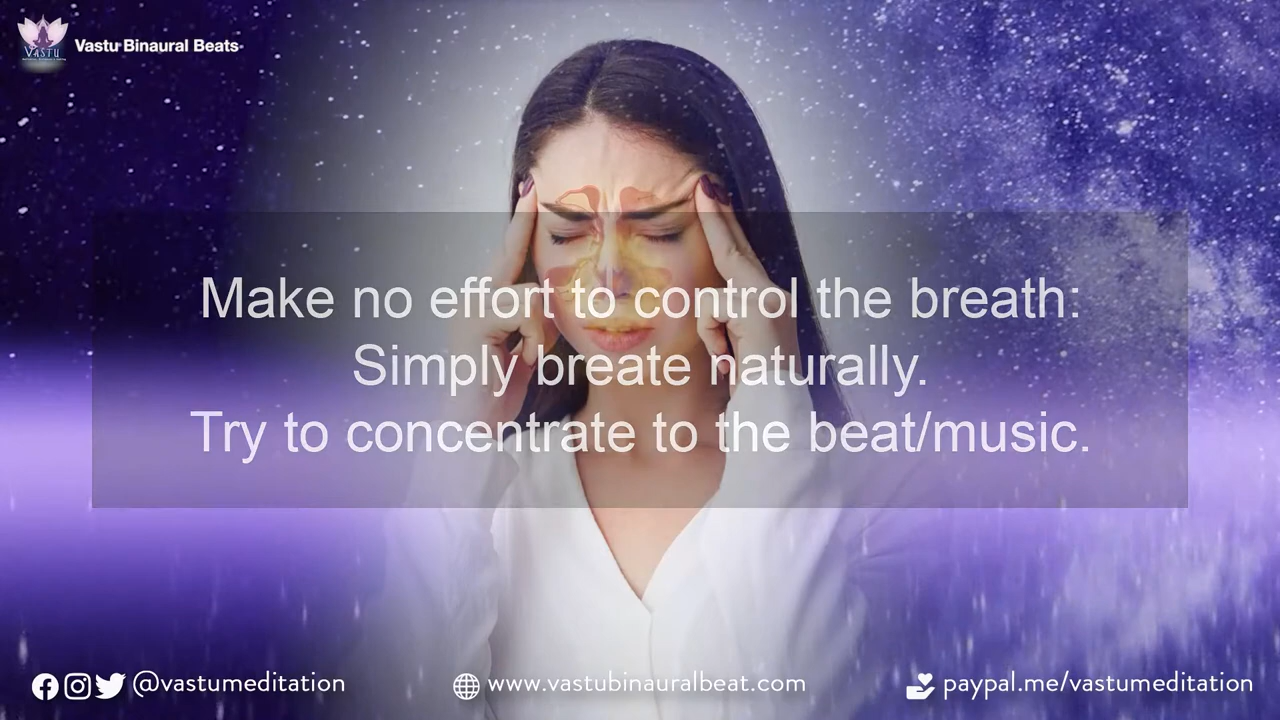 VASTU
Vastu Binaural Beats
Make no effort to control the breath:
Simply breate naturally.
Try to concentrate to the beat/music.
@vastumeditation
www.vastubinauralbeat.com
paypal.me/vastumeditation